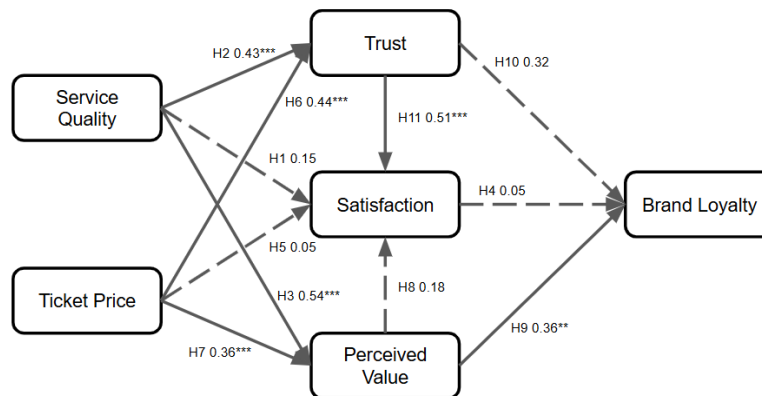 Trust
H2 0.43***
H10 0.32
Service
Quality
H6 0.44***
H11 0.51***
H1 0.15
Satisfaction
H4 0.05
Brand Loyalty
H5 0.05
Ticket Price
H3 0.54***
H8 0.18
H7 0.36***
H9 0.36**
Perceived
Value